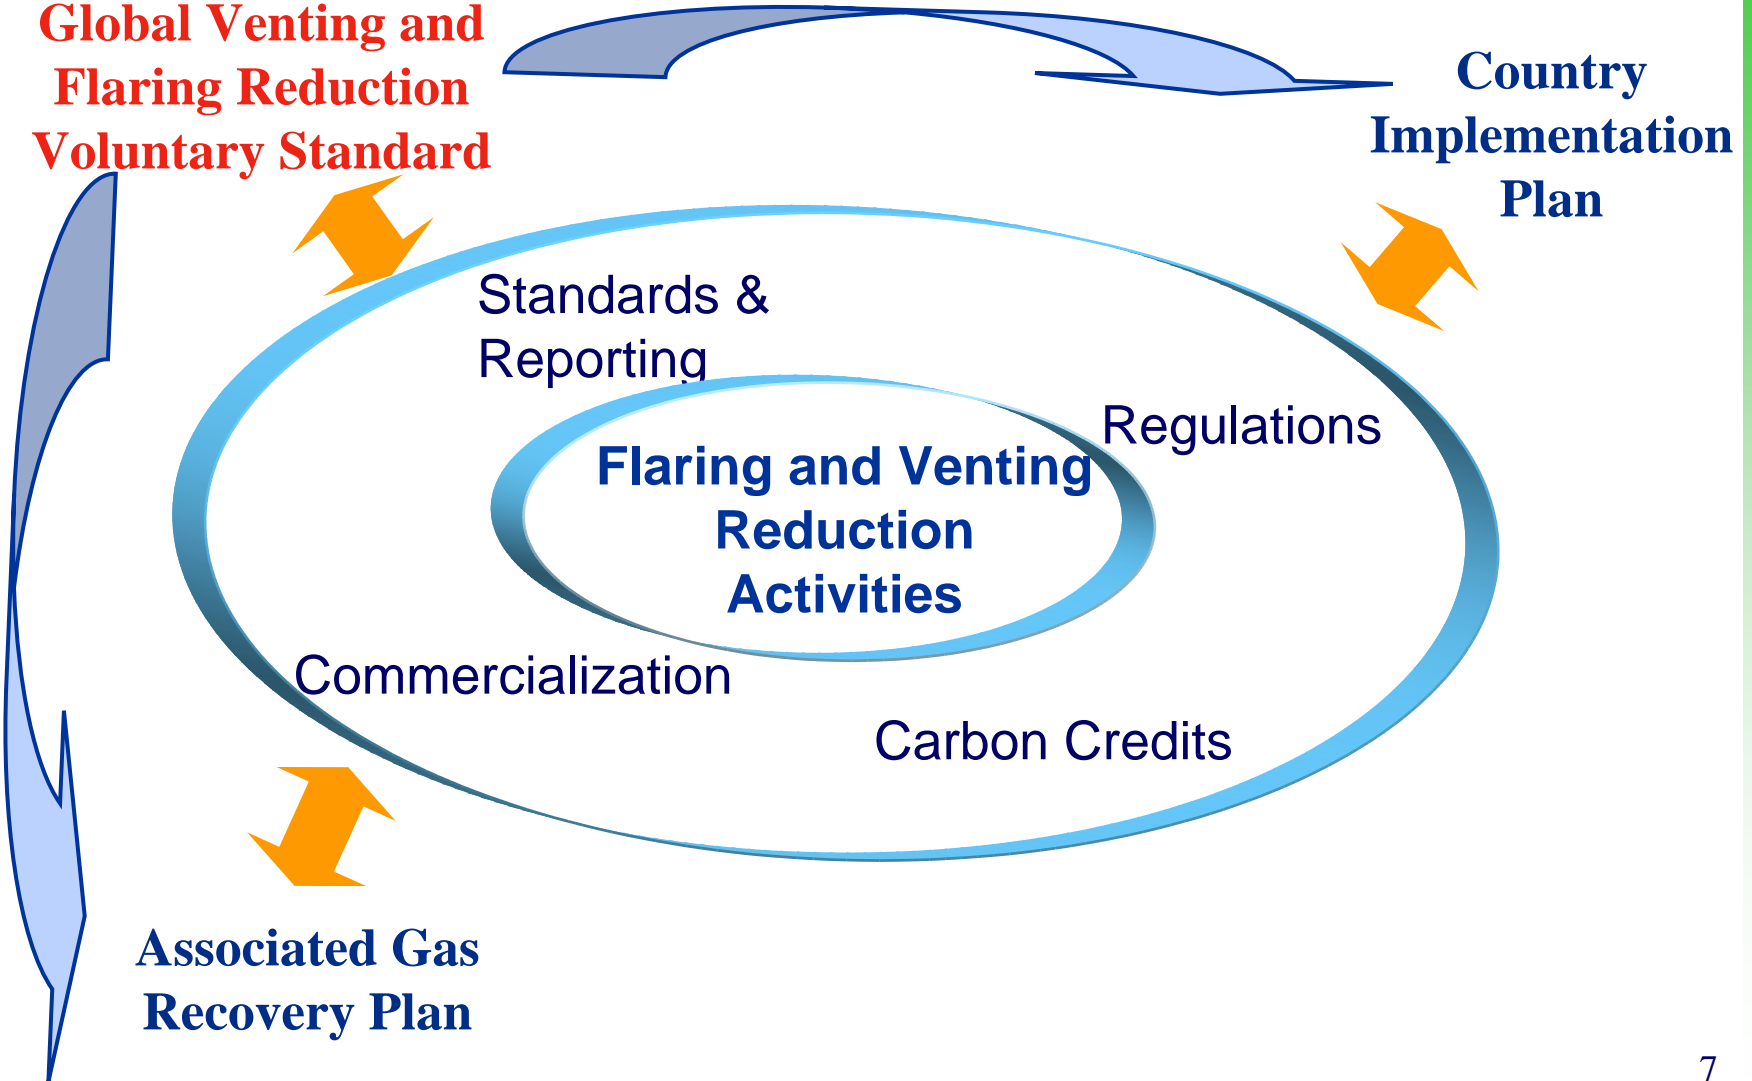 Global Venting and
Flaring Reduction
Voluntary Standard
Country
Implementation
Plan
Standards &
Reporting
Regulations
Flaring and Venting
Reduction
Activities
Commercialization
Carbon Credits
Associated Gas
Recovery Plan
7